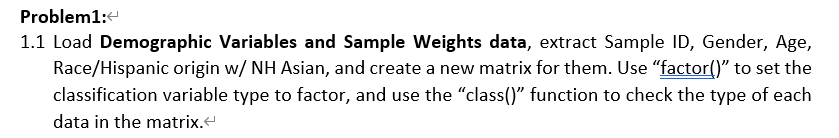 Problem1:
1.1 Load Demographic Variables and Sample Weights data, extract Sample ID, Gender, Age,
Race/Hispanic origin w/ NH Asian, and create a new matrix for them. Use “factor()” to set the
classification variable type to factor, and use the “class()” function to check the type of each
data in the matrix.